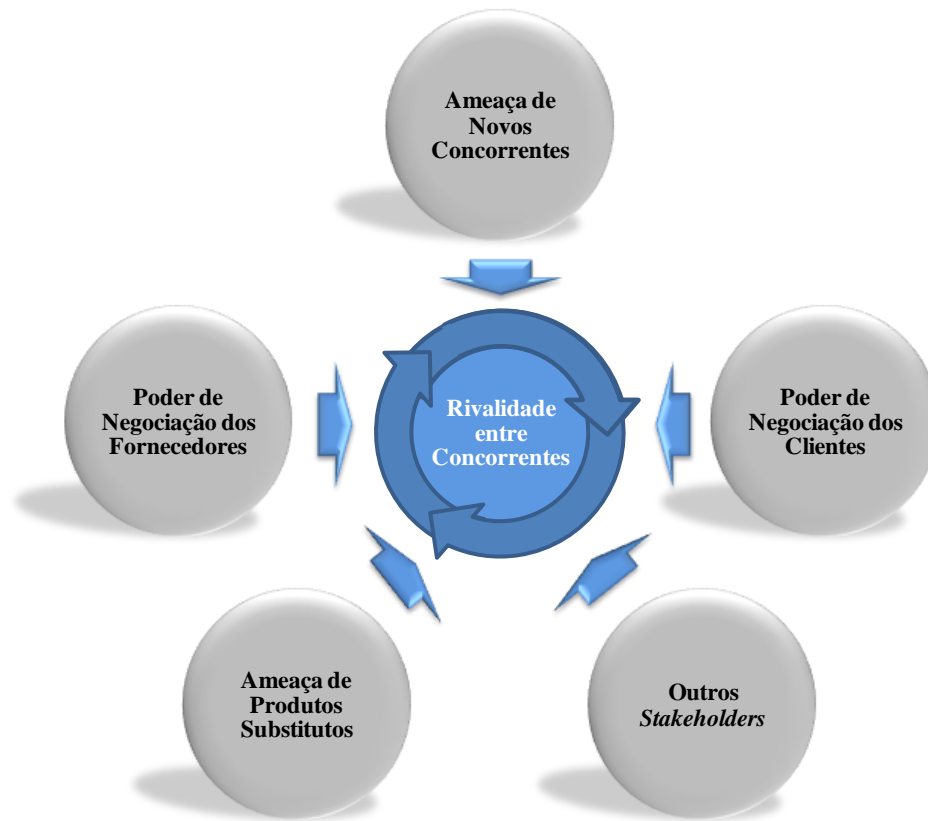 Ameaça de
Novos
Concorrentes
Poder de
Negociação dos
Fornecedores
Rivalidade
entre
Concorrentes
Poder de
Negociação dos
Clientes
Ameaça de
Produtos
Substitutos
Outros
Stakeholders